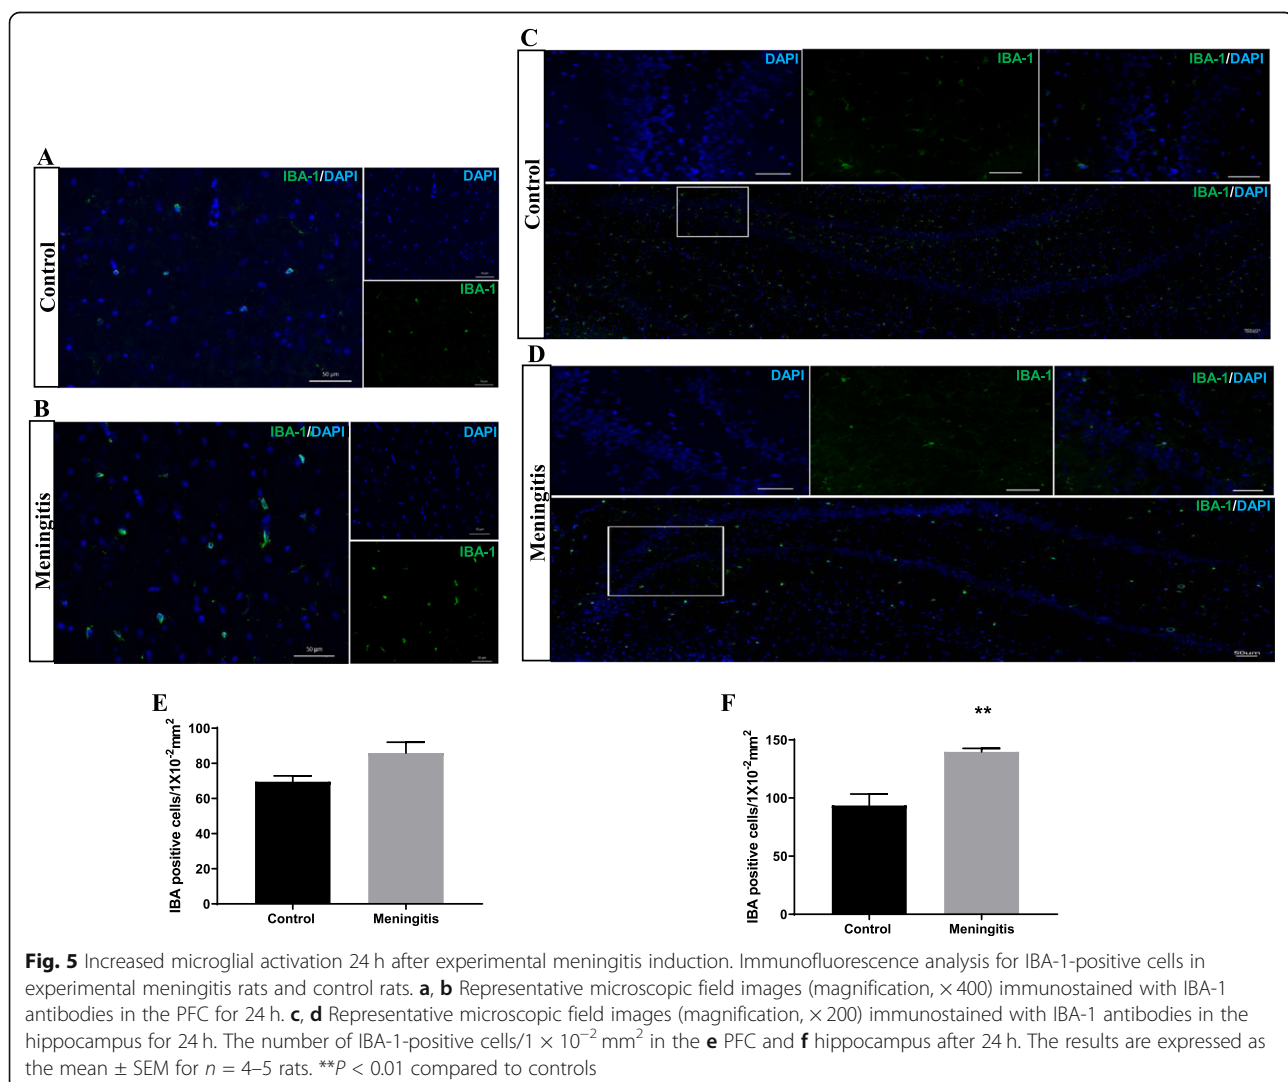 A
Control
IBA-1/DAPI
DAPI
IBA-1
50 µm
B
Meningitis
IBA-1/DAPI
DAPI
IBA-1
50 µm
C
Control
DAPI
IBA-1
IBA-1/DAPI
IBA-1/DAPI
D
Meningitis
DAPI
IBA-1
IBA-1/DAPI
IBA-1/DAPI
50um
E
IBA positive cells/1X10⁻²mm²
100
80
60
40
20
0
Control
Meningitis
F
**
IBA positive cells/1X10⁻²mm²
150
100
50
0
Control
Meningitis
Fig. 5 Increased microglial activation 24 h after experimental meningitis induction. Immunofluorescence analysis for IBA-1-positive cells in
experimental meningitis rats and control rats. a, b Representative microscopic field images (magnification, × 400) immunostained with IBA-1
antibodies in the PFC for 24 h. c, d Representative microscopic field images (magnification, × 200) immunostained with IBA-1 antibodies in the
hippocampus for 24 h. The number of IBA-1-positive cells/1 × 10⁻² mm² in the e PFC and f hippocampus after 24 h. The results are expressed as
the mean ± SEM for n = 4–5 rats. **P < 0.01 compared to controls